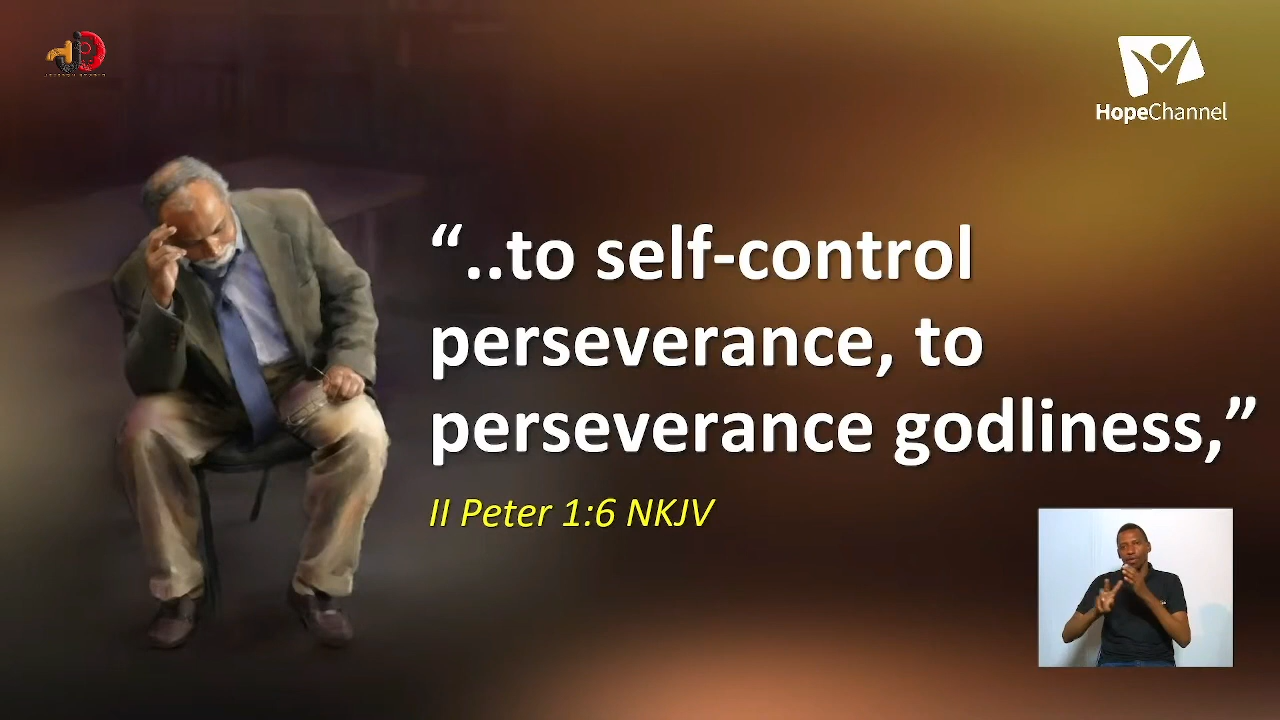 HopeChannel
“..to self-control
perseverance, to
perseverance godliness,”
II Peter 1:6 NKJV